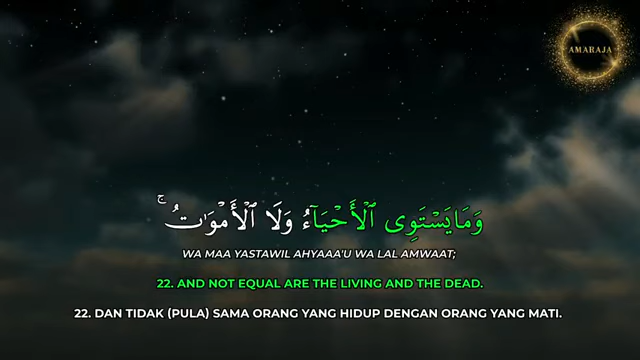 AMARAJA
وَمَا يَسْتَوِى ٱلْأَحْيَآءُ وَلَا ٱلْأَمْوَٰتُ ۚ
WA MAA YASTAWIL AHYAAA'U WA LAL AMWAAT;
22. AND NOT EQUAL ARE THE LIVING AND THE DEAD.
22. DAN TIDAK (PULA) SAMA ORANG YANG HIDUP DENGAN ORANG YANG MATI.